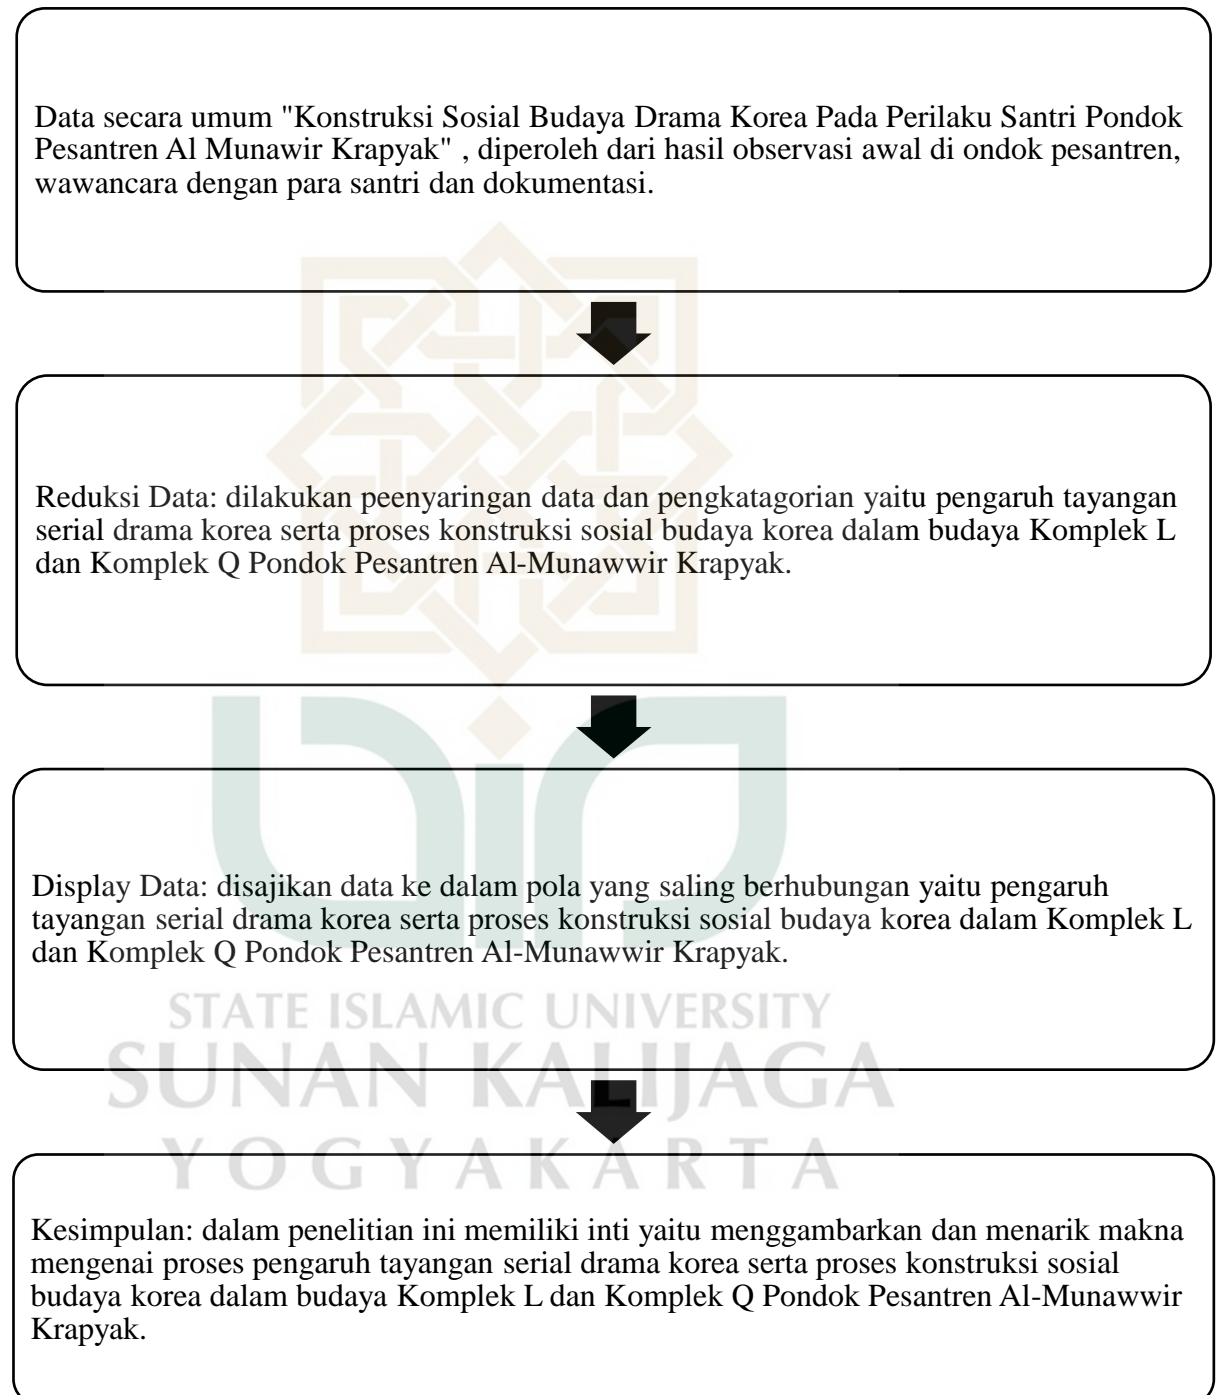 Data secara umum "Konstruksi Sosial Budaya Drama Korea Pada Perilaku Santri Pondok
Pesantren Al Munawir Krapyak" , diperoleh dari hasil observasi awal di ondok pesantren,
wawancara dengan para santri dan dokumentasi.
Reduksi Data: dilakukan peenyaringan data dan pengkatagorian yaitu pengaruh tayangan
serial drama korea serta proses konstruksi sosial budaya korea dalam budaya Komplek L
dan Komplek Q Pondok Pesantren Al-Munawwir Krapyak.
Display Data: disajikan data ke dalam pola yang saling berhubungan yaitu pengaruh
tayangan serial drama korea serta proses konstruksi sosial budaya korea dalam Komplek L
dan Komplek Q Pondok Pesantren Al-Munawwir Krapyak.
STATE ISLAMIC UNIVERSITY
SUNAN KALIJAGA
YOGYAKARTA
Kesimpulan: dalam penelitian ini memiliki inti yaitu menggambarkan dan menarik makna
mengenai proses pengaruh tayangan serial drama korea serta proses konstruksi sosial
budaya korea dalam budaya Komplek L dan Komplek Q Pondok Pesantren Al-Munawwir
Krapyak.